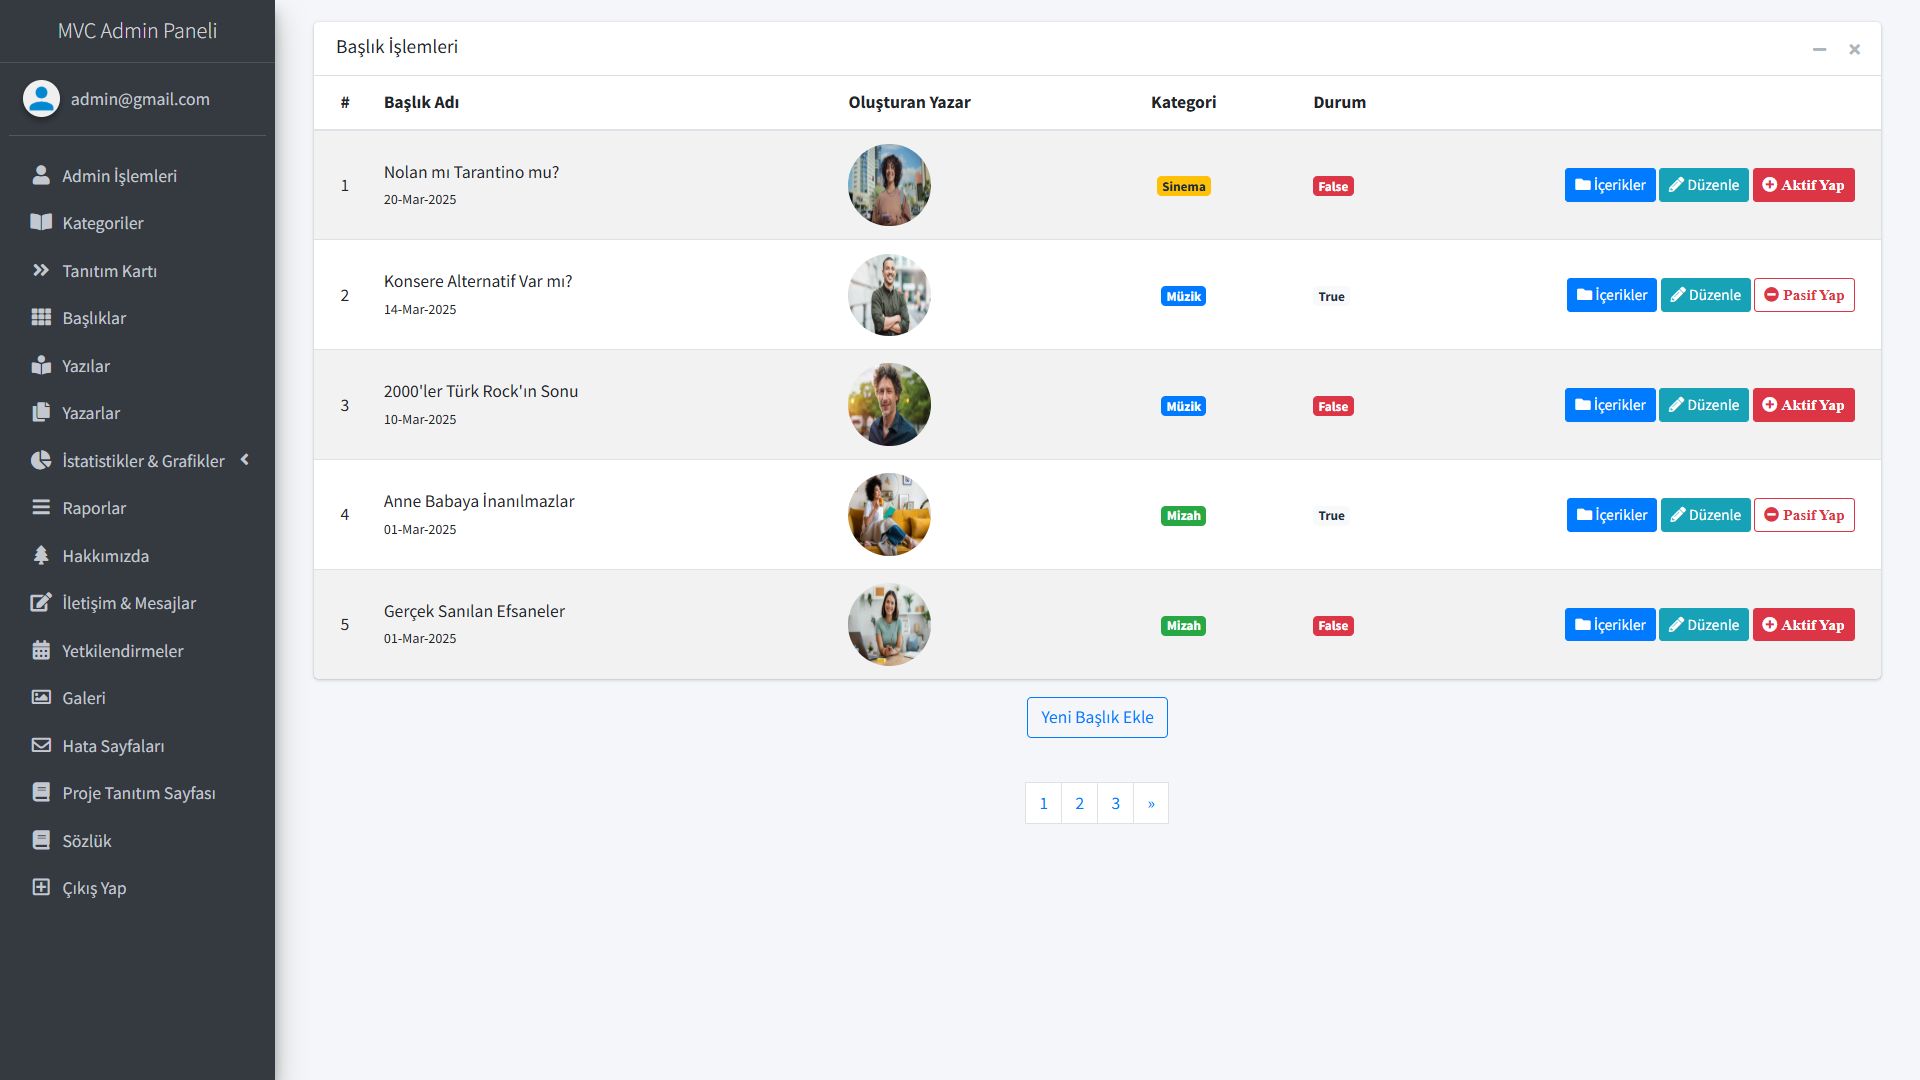 MVC Admin Paneli
admin@gmail.com
Admin İşlemleri
Kategoriler
Tanıtım Kartı
Başlıklar
Yazılar
Yazarlar
İstatistikler & Grafikler
Raporlar
Hakkımızda
İletişim & Mesajlar
Yetkilendirmeler
Galeri
Hata Sayfaları
Proje Tanıtım Sayfası
Sözlük
Çıkış Yap
Başlık İşlemleri
# Başlık Adı Oluşturan Yazar Kategori Durum
1 Nolan mı Tarantino mu? Sinema False İçerikler Düzenle Aktif Yap
20-Mar-2025
2 Konsere Alternatif Var mı? Müzik True İçerikler Düzenle Pasif Yap
14-Mar-2025
3 2000'ler Türk Rock'ın Sonu Müzik False İçerikler Düzenle Aktif Yap
10-Mar-2025
4 Anne Babaya İnanılmazlar Mizah True İçerikler Düzenle Pasif Yap
01-Mar-2025
5 Gerçek Sanılan Efsaneler Mizah False İçerikler Düzenle Aktif Yap
01-Mar-2025
Yeni Başlık Ekle
1 2 3 »